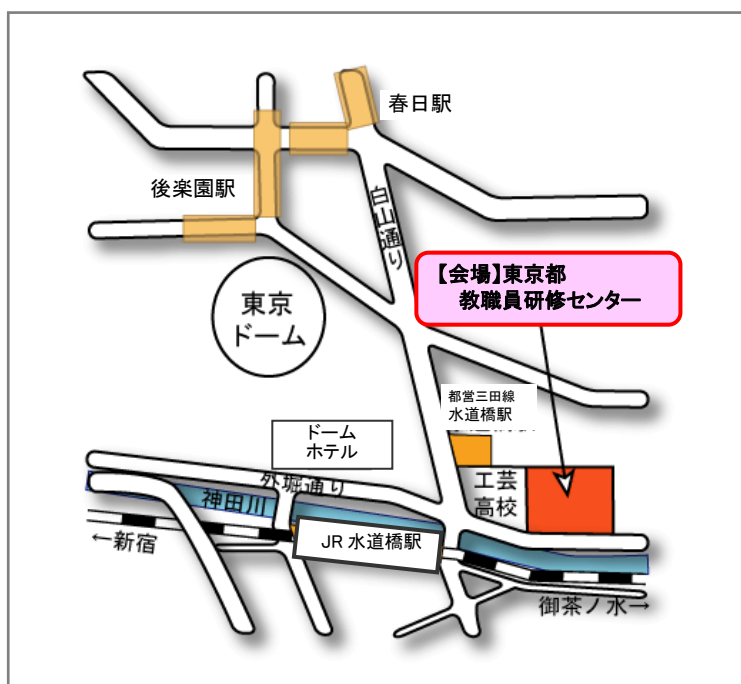 春日駅
後楽園駅
白山通り
【会場】東京都
教職員研修センター
東京
ドーム
都営三田線
水道橋駅
ドーム
ホテル
工芸
高校
外堀通り
神田川
JR 水道橋駅
←新宿
御茶ノ水→